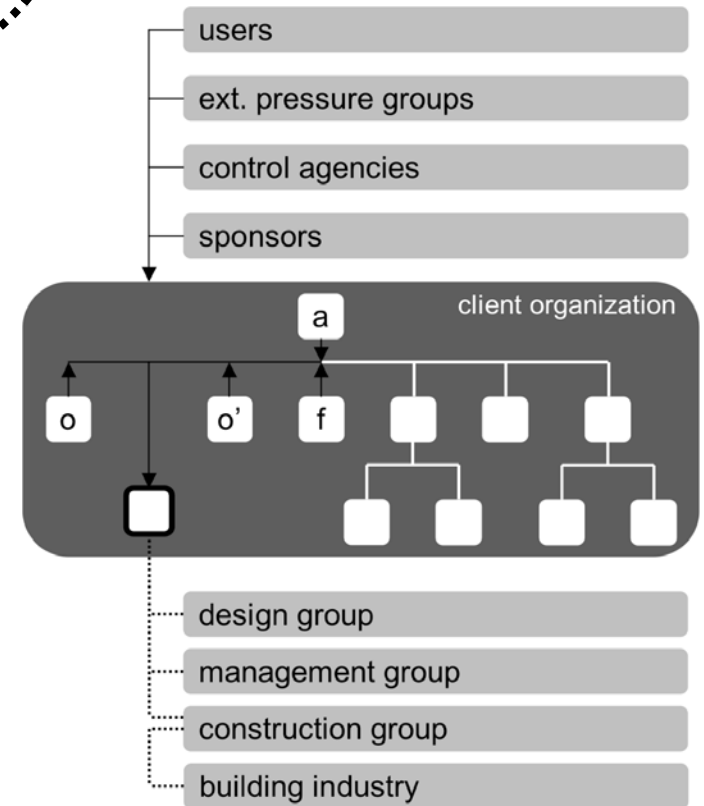 users
ext. pressure groups
control agencies
sponsors
client organization
a
o
o’
f
design group
management group
construction group
building industry